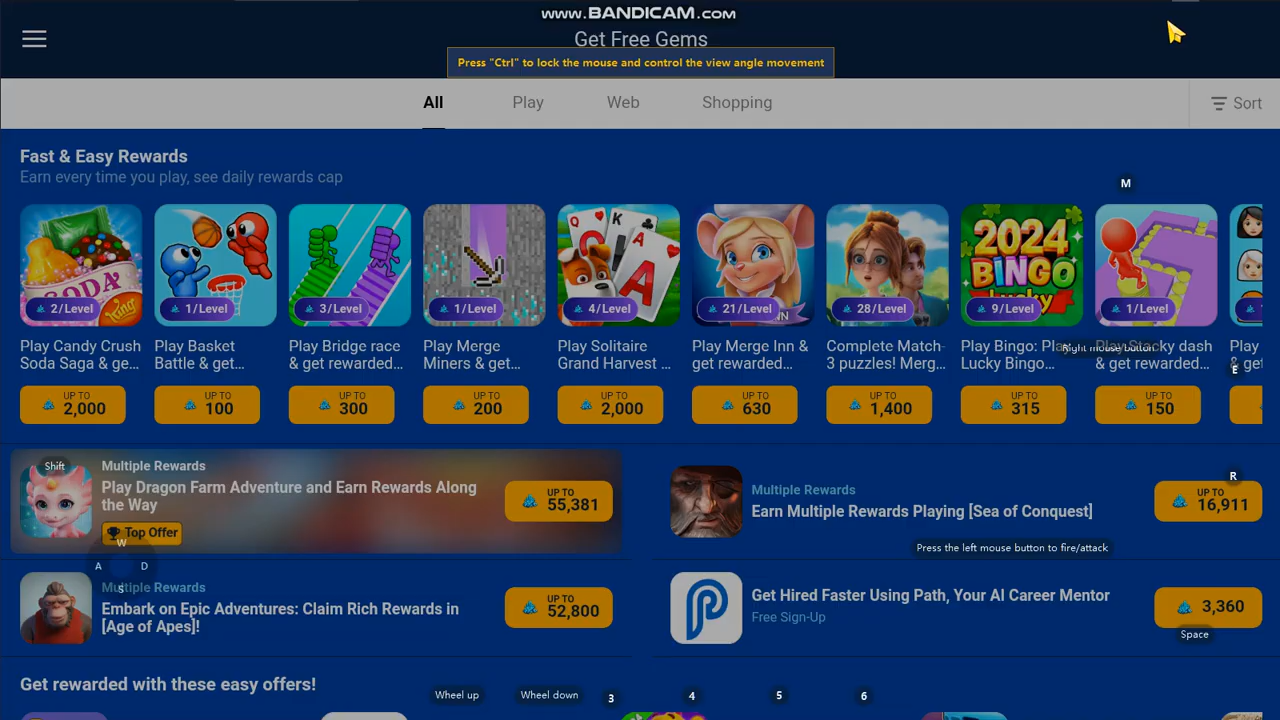 www.BANDICAM.com
Get Free Gems
Press "Ctrl" to lock the mouse and control the view angle movement
All
Play
Web
Shopping
Sort
Fast & Easy Rewards
Earn every time you play, see daily rewards cap
M
SODA
King
2024
BINGO
Lucky
2/Level
1/Level
3/Level
1/Level
4/Level
21/Level
28/Level
9/Level
1/Level
Play Candy Crush
Soda Saga & ge...
Play Basket
Battle & get...
Play Bridge race
& get rewarded...
Play Merge
Miners & get...
Play Solitaire
Grand Harvest ...
Play Merge Inn &
get rewarded...
Complete Match-
3 puzzles! Merg...
Play Bingo: Pla
Lucky Bingo...
Play Stacky dash
& get rewarded...
Play
& get
Right mouse button
E
UP TO
2,000
UP TO
100
UP TO
300
UP TO
200
UP TO
2,000
UP TO
630
UP TO
1,400
UP TO
315
UP TO
150
Shift
Multiple Rewards
Play Dragon Farm Adventure and Earn Rewards Along
the Way
Top Offer
UP TO
55,381
Multiple Rewards
Earn Multiple Rewards Playing [Sea of Conquest]
R
UP TO
16,911
Press the left mouse button to fire/attack
W
A
D
S
Multiple Rewards
Embark on Epic Adventures: Claim Rich Rewards in
[Age of Apes]!
UP TO
52,800
Get Hired Faster Using Path, Your AI Career Mentor
Free Sign-Up
3,360
Space
Get rewarded with these easy offers!
Wheel up
Wheel down
3
4
5
6